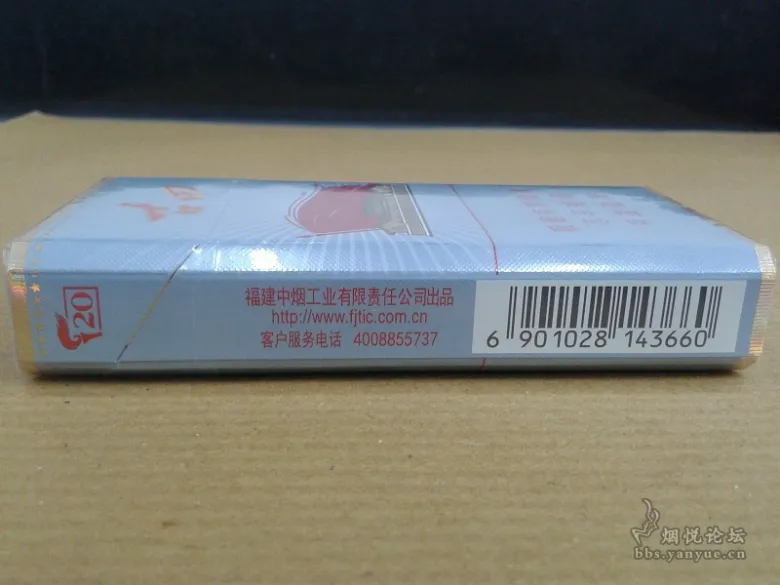 20
福建中烟工业有限责任公司出品
http://www.fjtic.com.cn
客户服务电话 4008855737
6 901028 143660
烟悦论坛
bbs.yanyue.cn